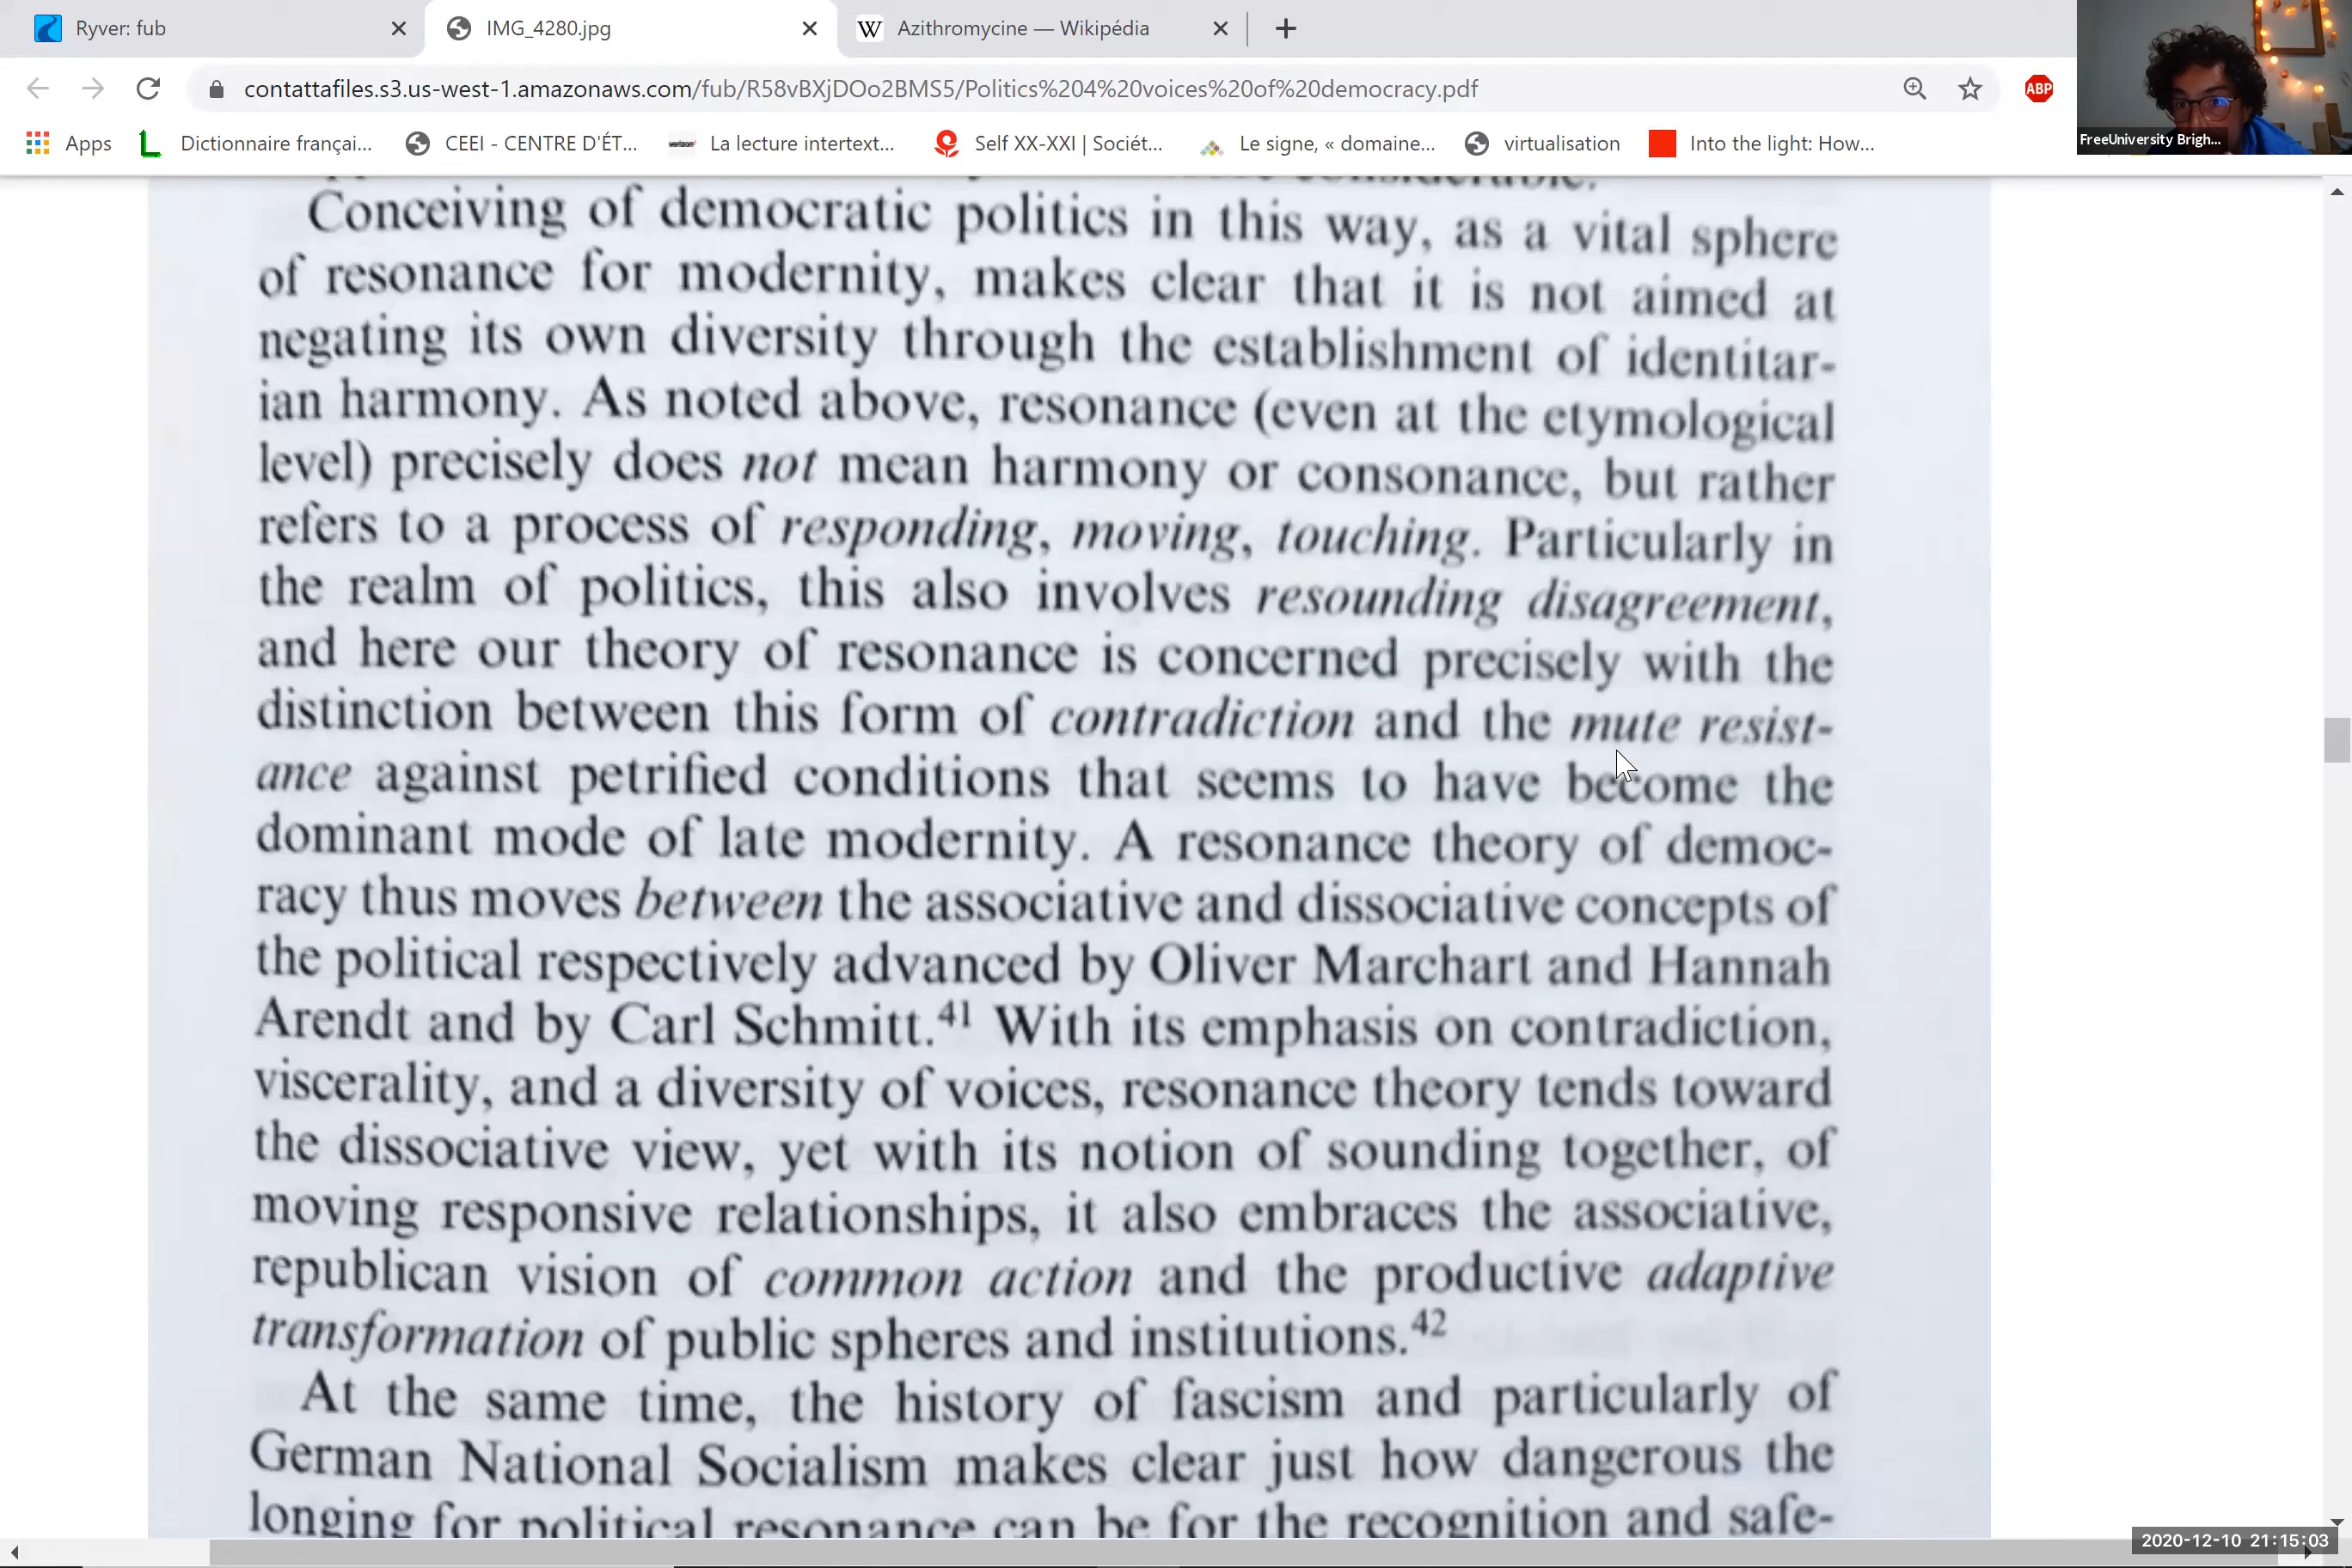 Ryver: fub
IMG_4280.jpg
Azithromycine — Wikipédia
contattafiles.s3.us-west-1.amazonaws.com/fub/R58vBXjDOo2BMS5/Politics%204%20voices%20of%20democracy.pdf
ABP
Apps
Dictionnaire françai...
CEEI - CENTRE D'ÉT...
La lecture intertext...
Self XX-XXI | Sociét...
Le signe, « domaine...
virtualisation
Into the light: How...
FreeUniversity Brigh...
considerable.
Conceiving of democratic politics in this way, as a vital sphere
of resonance for modernity, makes clear that it is not aimed at
negating its own diversity through the establishment of identitar-
ian harmony. As noted above, resonance (even at the etymological
level) precisely does not mean harmony or consonance, but rather
refers to a process of responding, moving, touching. Particularly in
the realm of politics, this also involves resounding disagreement,
and here our theory of resonance is concerned precisely with the
distinction between this form of contradiction and the mute resist-
ance against petrified conditions that seems to have become the
dominant mode of late modernity. A resonance theory of democ-
racy thus moves between the associative and dissociative concepts of
the political respectively advanced by Oliver Marchart and Hannah
Arendt and by Carl Schmitt.41 With its emphasis on contradiction,
viscerality, and a diversity of voices, resonance theory tends toward
the dissociative view, yet with its notion of sounding together, of
moving responsive relationships, it also embraces the associative,
republican vision of common action and the productive adaptive
transformation of public spheres and institutions.42
At the same time, the history of fascism and particularly of
German National Socialism makes clear just how dangerous the
longing for political resonance can be for the recognition and safe-
2020-12-10 21:15:03